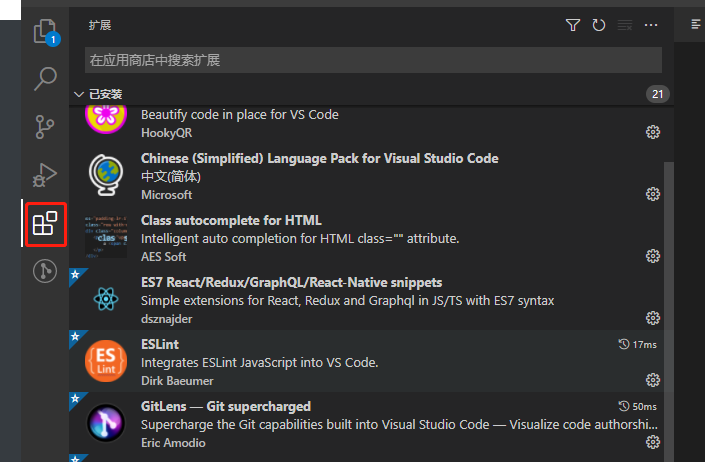 扩展
1
在应用商店中搜索扩展
已安装
21
Beautify code in place for VS Code
HookyQR
Chinese (Simplified) Language Pack for Visual Studio Code
中文(简体)
Microsoft
Class autocomplete for HTML
Intelligent auto completion for HTML class="" attribute.
AES Soft
ES7 React/Redux/GraphQL/React-Native snippets
Simple extensions for React, Redux and Graphql in JS/TS with ES7 syntax
dsznajder
ESLint
17ms
ES
Lint
Integrates ESLint JavaScript into VS Code.
Dirk Baeumer
GitLens — Git supercharged
50ms
Supercharge the Git capabilities built into Visual Studio Code — Visualize code authorshi...
Eric Amodio